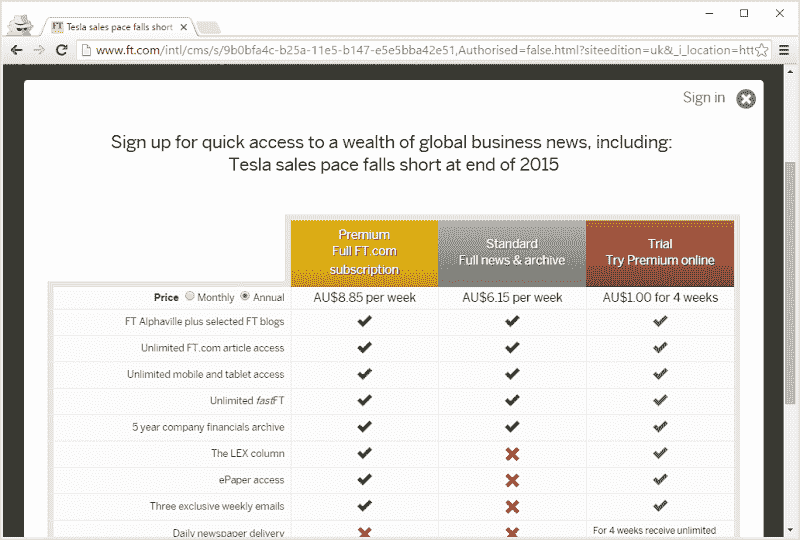 Tesla sales pace falls short
www.ft.com/intl/cms/s/9b0bfa4c-b25a-11e5-b147-e5e5bba42e51,Authorised=false.html?siteedition=uk&_i_location=htt
Sign in
Sign up for quick access to a wealth of global business news, including:
Tesla sales pace falls short at end of 2015
Premium
Full FT.com
subscription
Standard
Full news & archive
Trial
Try Premium online
Price Monthly Annual AU$8.85 per week AU$6.15 per week AU$1.00 for 4 weeks
FT Alphaville plus selected FT blogs
Unlimited FT.com article access
Unlimited mobile and tablet access
Unlimited fastFT
5 year company financials archive
The LEX column
ePaper access
Three exclusive weekly emails
Daily newspaper delivery
For 4 weeks receive unlimited